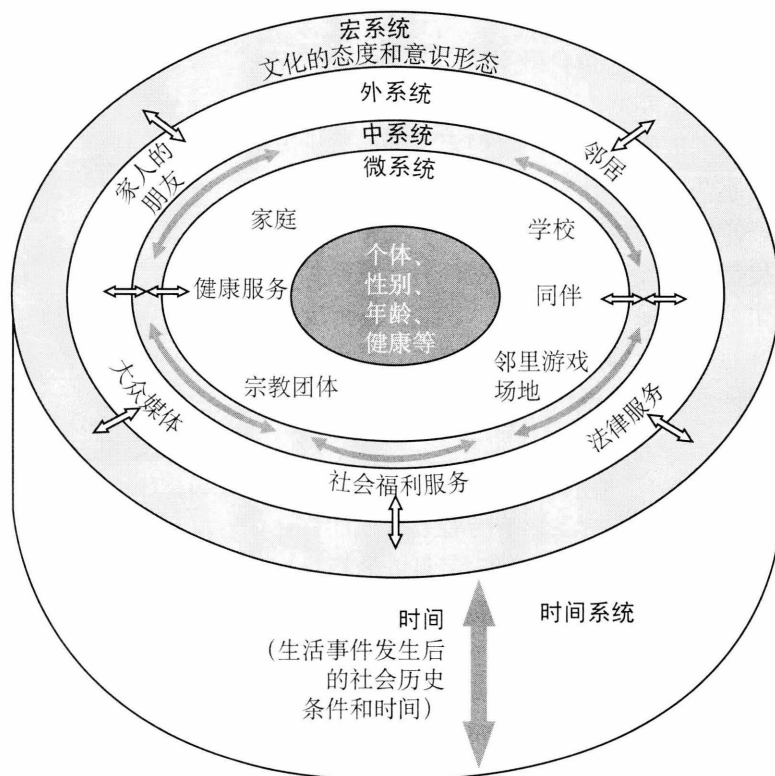 宏系统
文化的态度和意识形态
外系统
中系统
微系统
家人的
朋友
邻居
家庭
学校
个体、
性别、
年龄、
健康等
健康服务
同伴
宗教团体
邻里游戏
场地
大众媒体
法律服务
社会福利服务
时间
（生活事件发生后
的社会历史
条件和时间）
时间系统